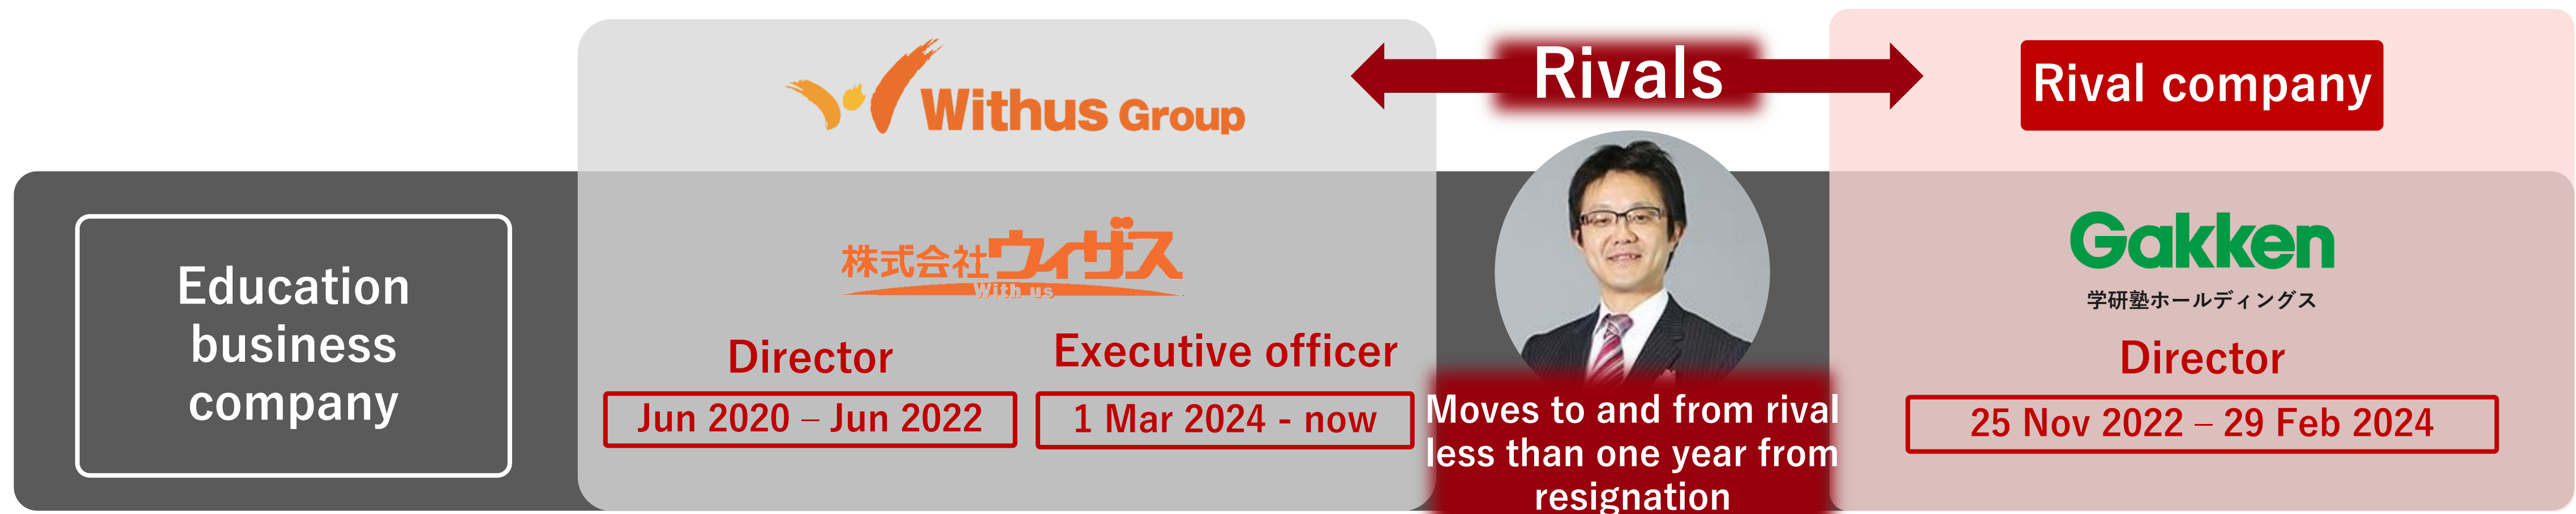 Withus Group
Rivals
Rival company
Education
business
company
株式会社ウィザス
With us
Director
Jun 2020 – Jun 2022
Executive officer
1 Mar 2024 - now
Moves to and from rival
less than one year from
resignation
Gakken
学研塾ホールディングス
Director
25 Nov 2022 – 29 Feb 2024